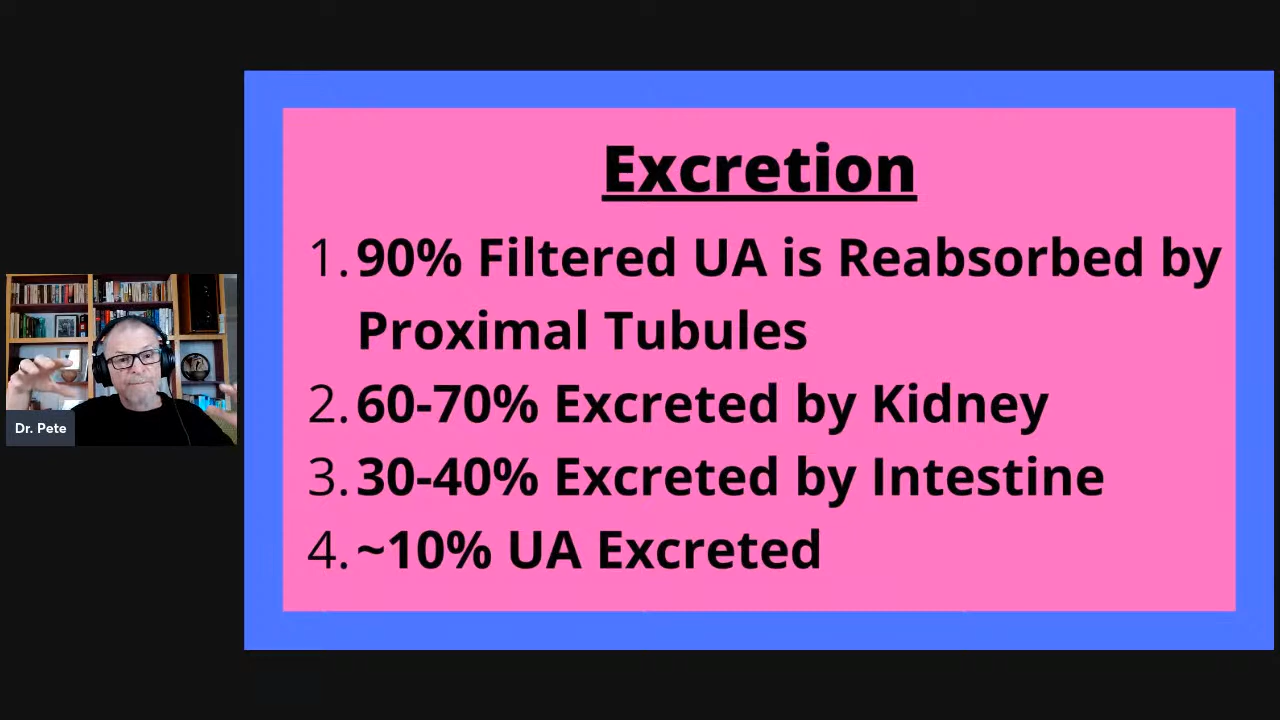 Excretion
1. 90% Filtered UA is Reabsorbed by
Proximal Tubules
2. 60-70% Excreted by Kidney
3. 30-40% Excreted by Intestine
4. ~10% UA Excreted
Dr. Pete